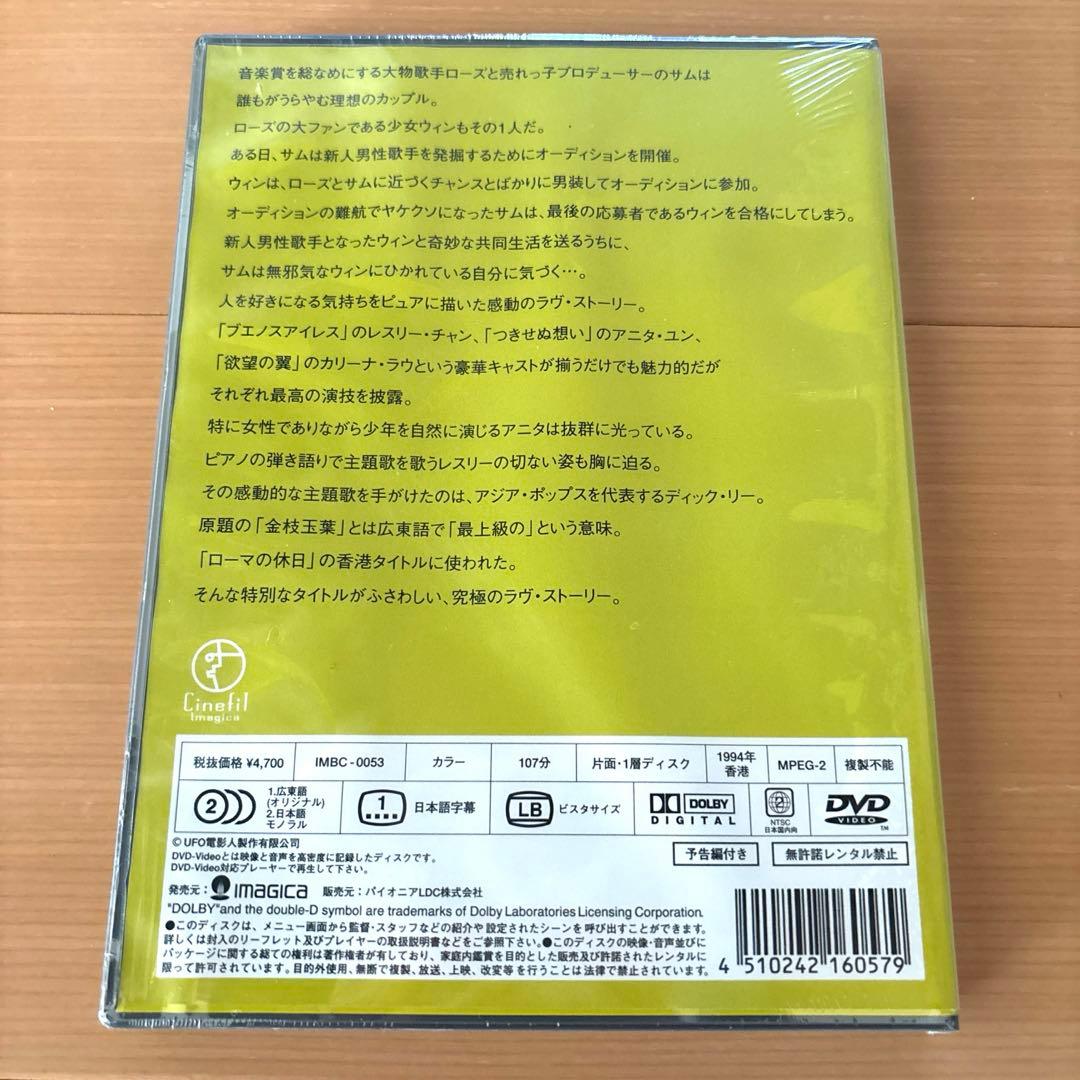 音楽賞を総なめにする大物歌手ローズと売れっ子プロデューサーのサムは
誰もがうらやむ理想のカップル。
ローズの大ファンである少女ウィンもその1人だ。
ある日、サムは新人男性歌手を発掘するためにオーディションを開催。
ウィンは、ローズとサムに近づくチャンスとばかりに男装してオーディションに参加。
オーディションの難航でヤケクソになったサムは、最後の応募者であるウィンを合格にしてしまう。
新人男性歌手となったウィンと奇妙な共同生活を送るうちに、
サムは無邪気なウィンにひかれている自分に気づく…。
人を好きになる気持ちをピュアに描いた感動のラヴ・ストーリー。
「ブエノスアイレス」のレスリー・チャン、「つきせぬ想い」のアニタ・ユン、
「欲望の翼」のカリーナ・ラウという豪華キャストが揃うだけでも魅力的だが
それぞれ最高の演技を披露。
特に女性でありながら少年を自然に演じるアニタは抜群に光っている。
ピアノの弾き語りで主題歌を歌うレスリーの切ない姿も胸に迫る。
その感動的な主題歌を手がけたのは、アジア・ポップスを代表するディック・リー。
原題の「金枝玉葉」とは広東語で「最上級の」という意味。
「ローマの休日」の香港タイトルに使われた。
そんな特別なタイトルがふさわしい、究極のラヴ・ストーリー。
Cinefil
Imagica
税抜価格 ¥4,700 IMBC-0053 カラー 107分 片面・1層ディスク 1994年 香港 MPEG-2 複製不能
2 1.広東語 (オリジナル) 2.日本語 モノラル 1 日本語字幕 LB ビスタサイズ DOLBY DIGITAL 2 NTSC 日本国内向 DVD VIDEO TM
© UFO電影人製作有限公司
DVD-Videoとは映像と音声を高密度に記録したディスクです。
DVD-Video対応プレーヤーで再生して下さい。
予告編付き 無許諾レンタル禁止
発売元: IMAGICA 販売元:パイオニアLDC株式会社
"DOLBY"and the double-D symbol are trademarks of Dolby Laboratories Licensing Corporation.
●このディスクは、メニュー画面から監督・スタッフなどの紹介や設定されたシーンを呼び出すことができます。
詳しくは封入のリーフレット及びプレイヤーの取扱説明書などをご参照下さい。●このディスクの映像・音声並びに
パッケージに関する総ての権利は著作権者が有しており、家庭内鑑賞を目的とした販売及び許諾されたレンタルに
限って許可されています。目的外使用、無断で複製、放送、上映、改変等を行うことは法律で禁止されています。
4 510242 160579